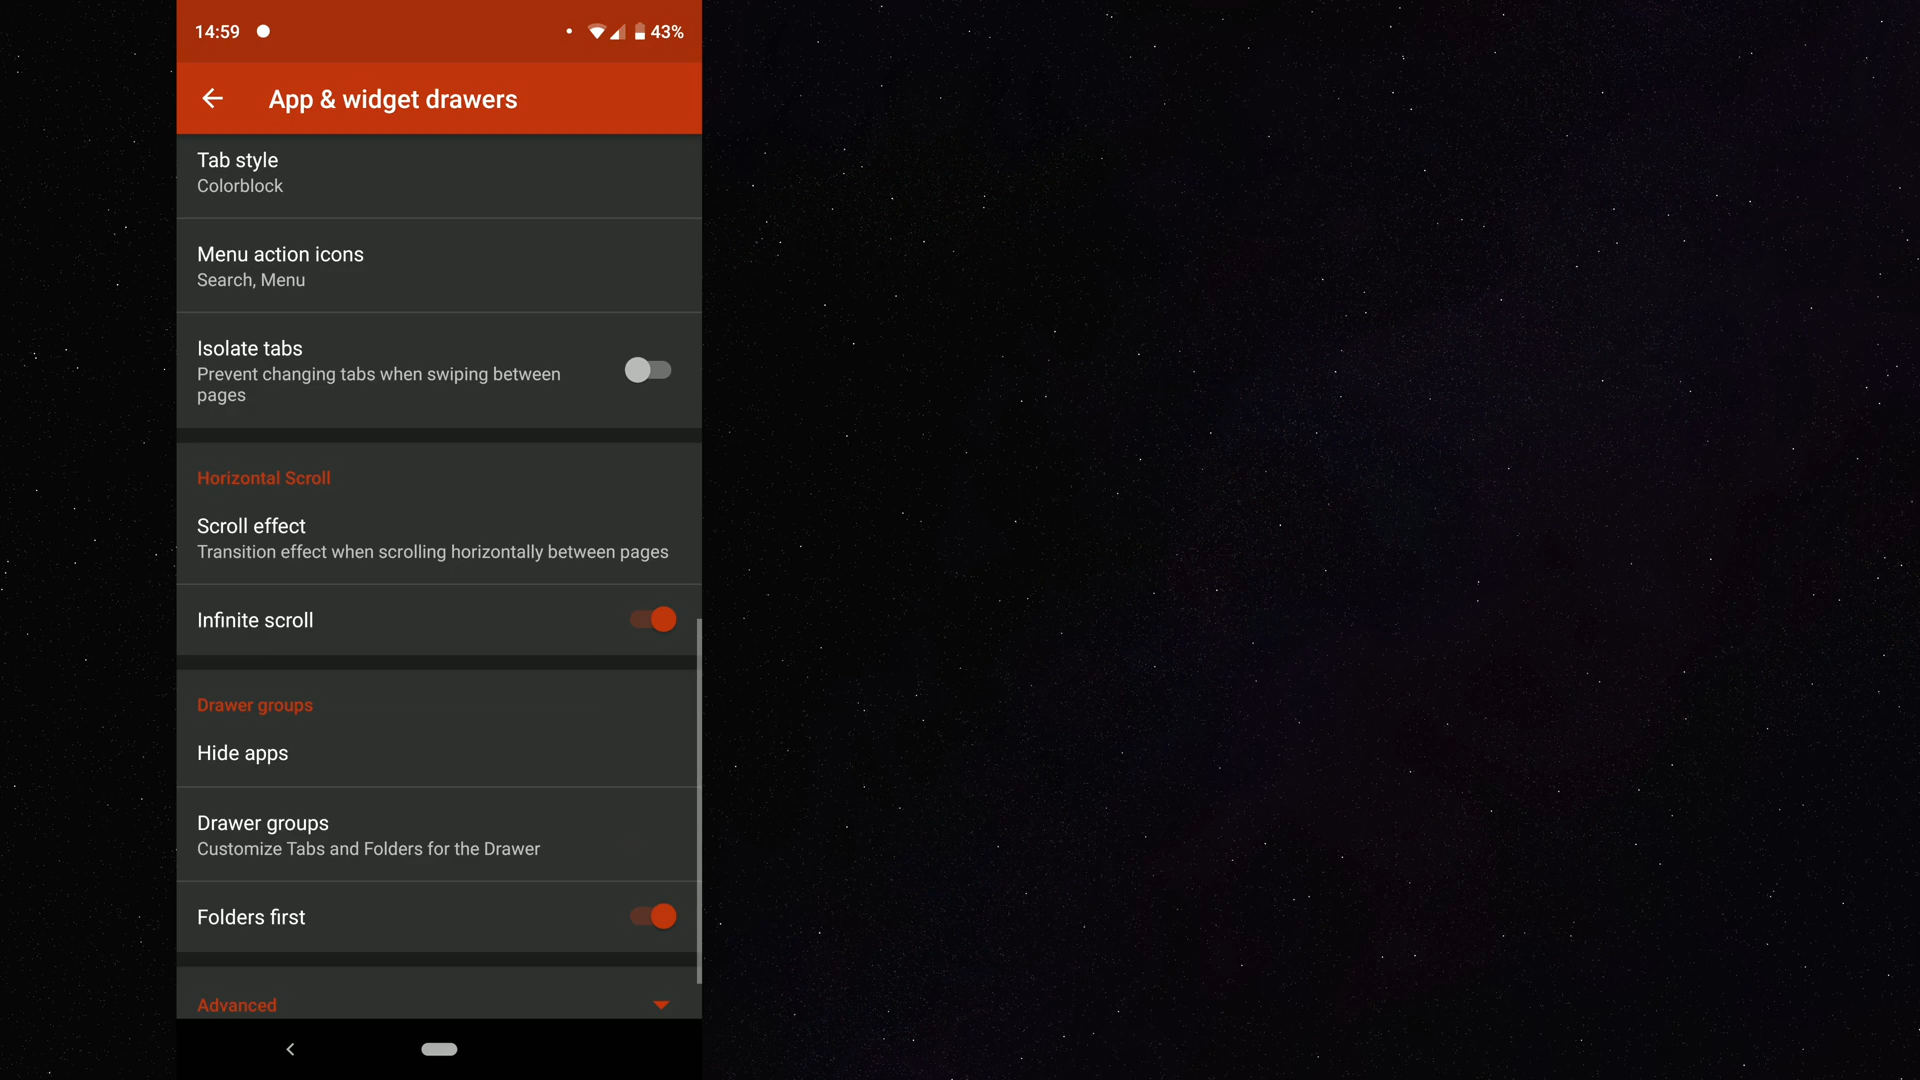 14:59
43%
App & widget drawers
Tab style
Colorblock
Menu action icons
Search, Menu
Isolate tabs
Prevent changing tabs when swiping between
pages
Horizontal Scroll
Scroll effect
Transition effect when scrolling horizontally between pages
Infinite scroll
Drawer groups
Hide apps
Drawer groups
Customize Tabs and Folders for the Drawer
Folders first
Advanced